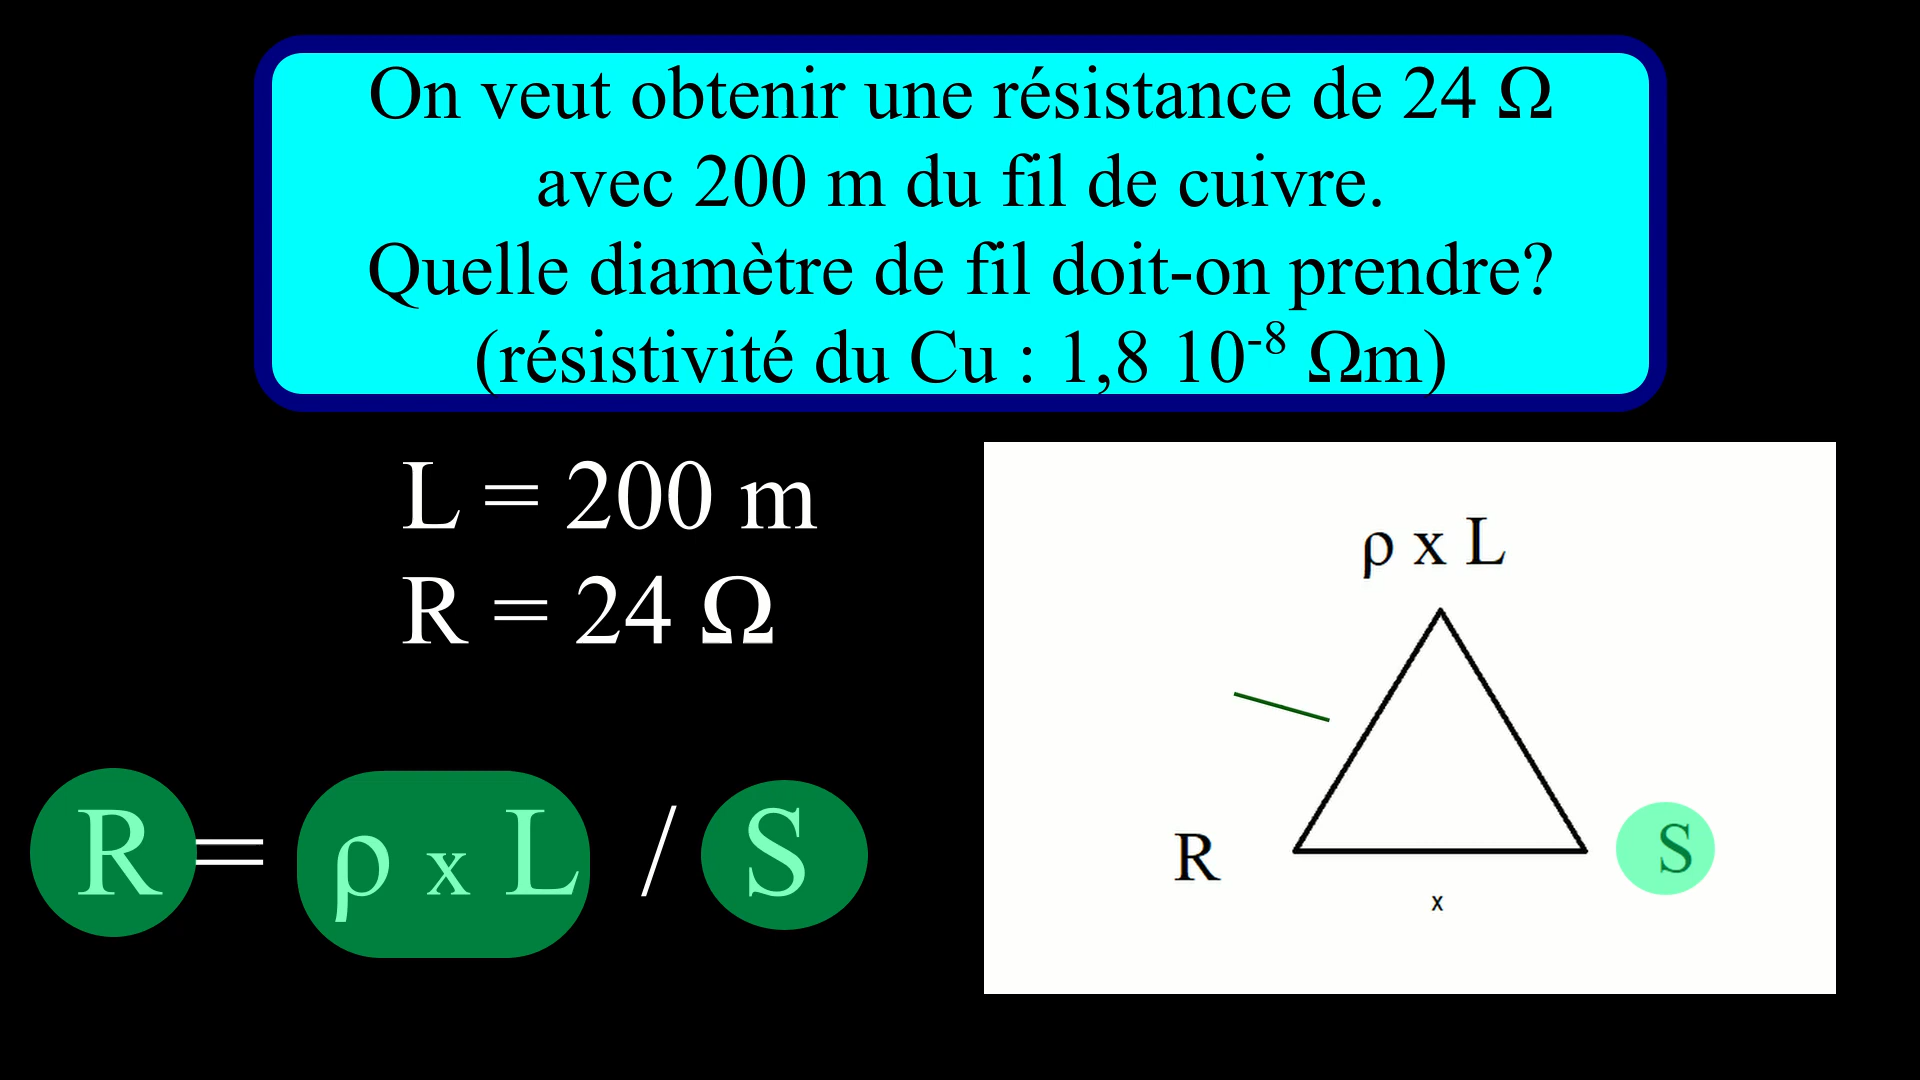 On veut obtenir une résistance de 24 Ω
avec 200 m du fil de cuivre.
Quelle diamètre de fil doit-on prendre?
(résistivité du Cu : 1,8 10⁻⁸ Ωm)
L = 200 m
R = 24 Ω
R = ρ x L / S
ρ x L
R
S
x